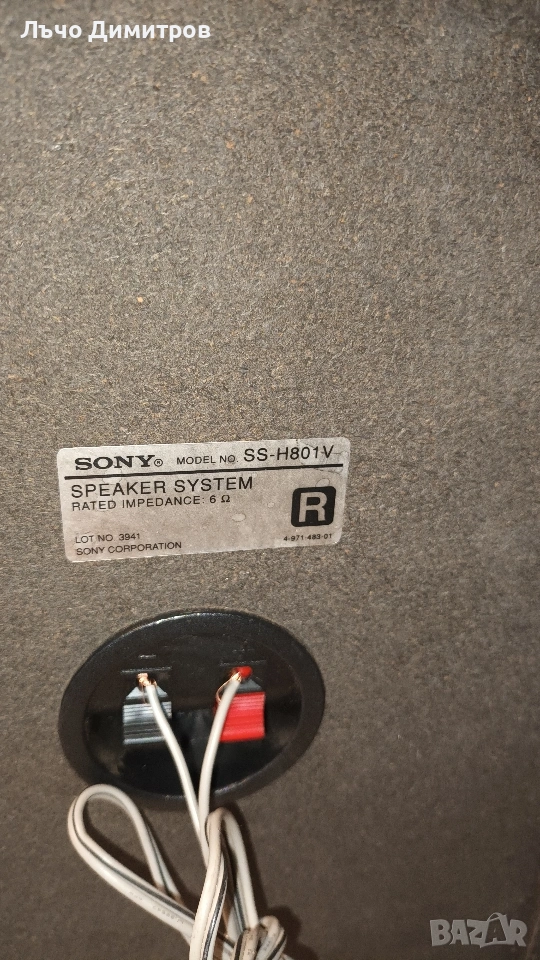 Лъчо Димитров
SONY® MODEL NO. SS-H801V
SPEAKER SYSTEM
RATED IMPEDANCE: 6 Ω
R
LOT NO 3941
SONY CORPORATION 4-971-483-01
− +
BAZAR